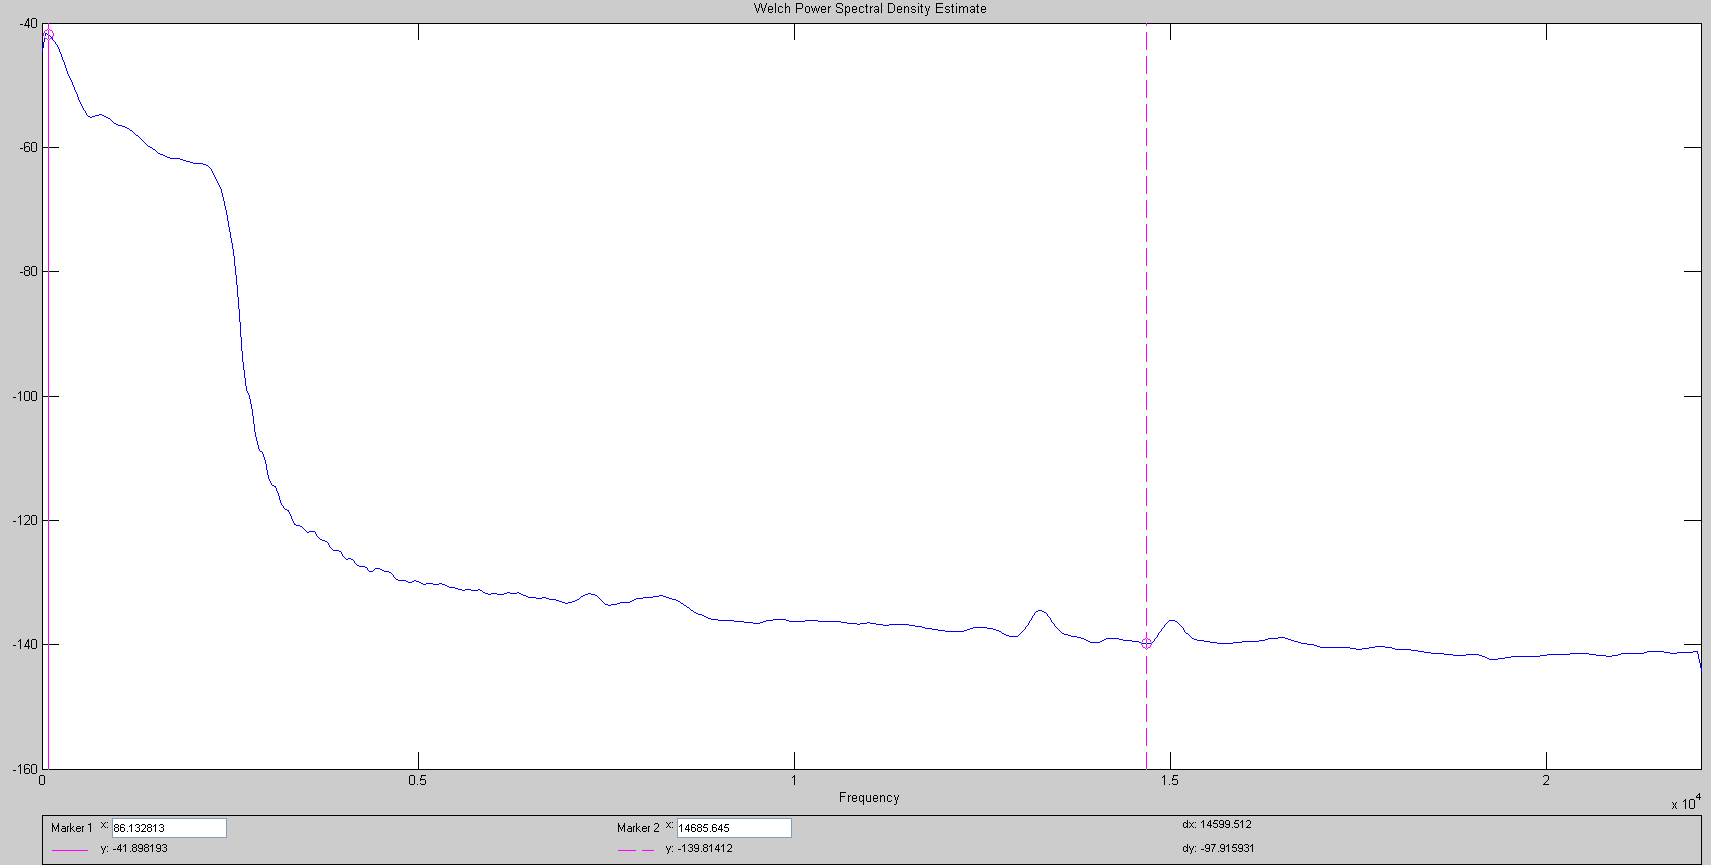 Welch Power Spectral Density Estimate
-40
-60
-80
-100
-120
-140
-160
0 0.5 1 1.5 2
Frequency
x 10^4
Marker 1 x: 86.132813 Marker 2 x: 14685.645 dx: 14599.512
y: -41.898193 y: -139.81412 dy: -97.915931